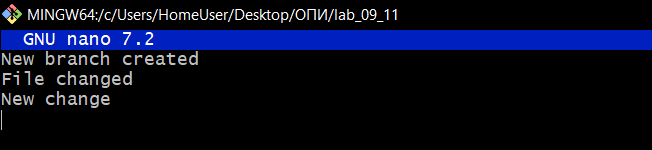 MINGW64:/c/Users/HomeUser/Desktop/ОПИ/lab_09_11
GNU nano 7.2
New branch created
File changed
New change